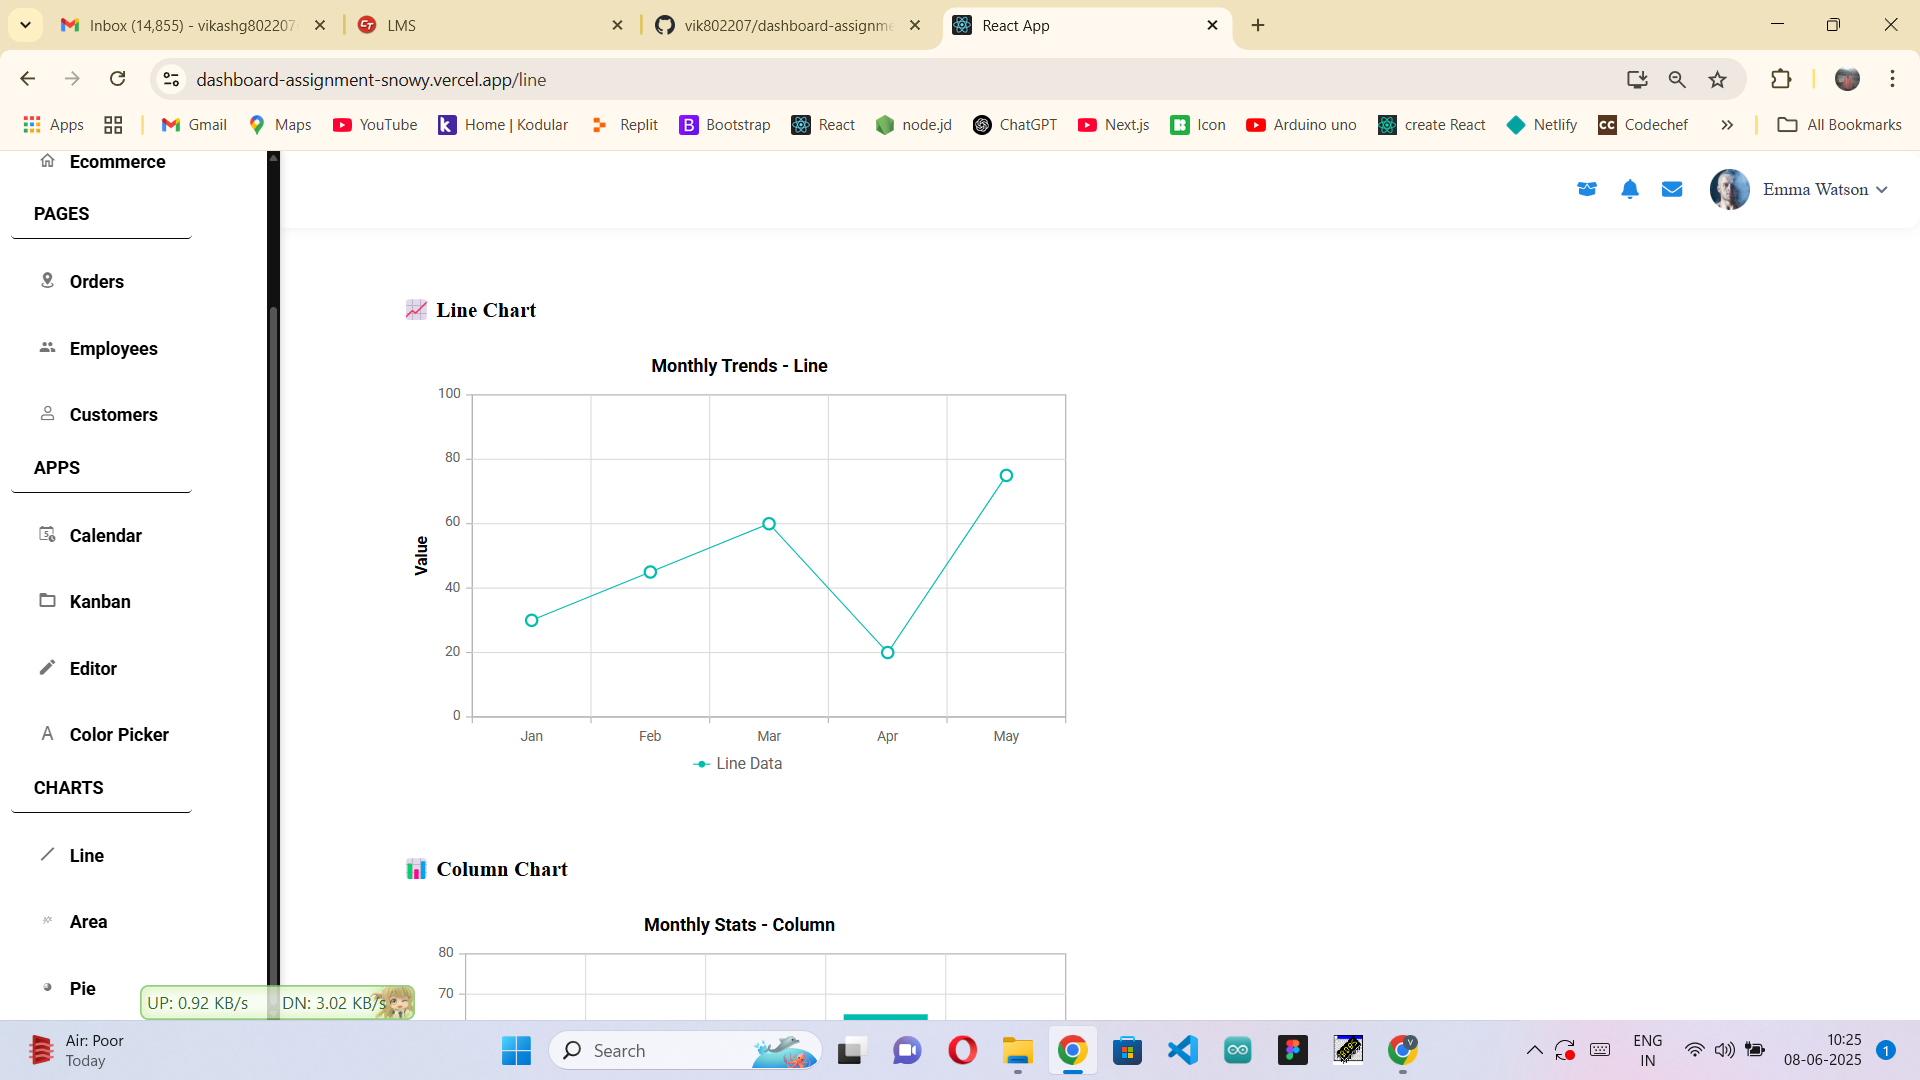 Inbox (14,855) - vikashg802207
LMS
vik802207/dashboard-assignme
React App
dashboard-assignment-snowy.vercel.app/line
Apps
Gmail
Maps
YouTube
Home | Kodular
Replit
Bootstrap
React
node.jd
ChatGPT
Next.js
Icon
Arduino uno
create React
Netlify
Codechef
All Bookmarks
Ecommerce
PAGES
Orders
Employees
Customers
APPS
Calendar
Kanban
Editor
Color Picker
CHARTS
Line
Area
Pie
Emma Watson
Line Chart
Monthly Trends - Line
100
80
60
40
20
0
Value
Jan Feb Mar Apr May
Line Data
Column Chart
Monthly Stats - Column
80
70
UP: 0.92 KB/s DN: 3.02 KB/s
Air: Poor
Today
Search
ENG
IN
10:25
08-06-2025
1